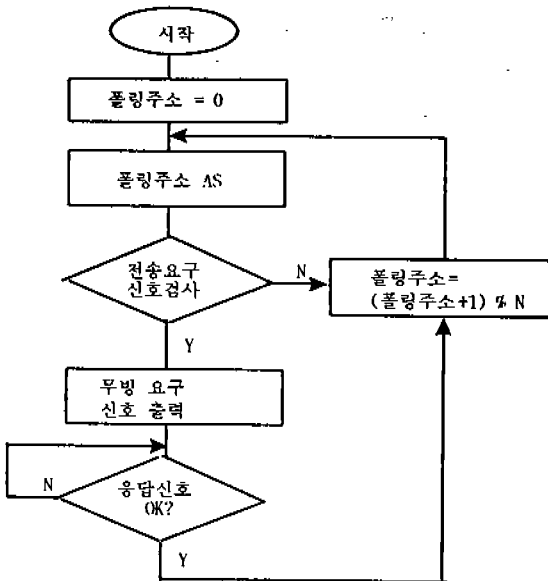 시작
폴링주소 = 0
폴링주소 AS
전송요구
신호검사
N
폴링주소=
(폴링주소+1) % N
Y
무빙 요구
신호 출력
N
응답신호
OK?
Y